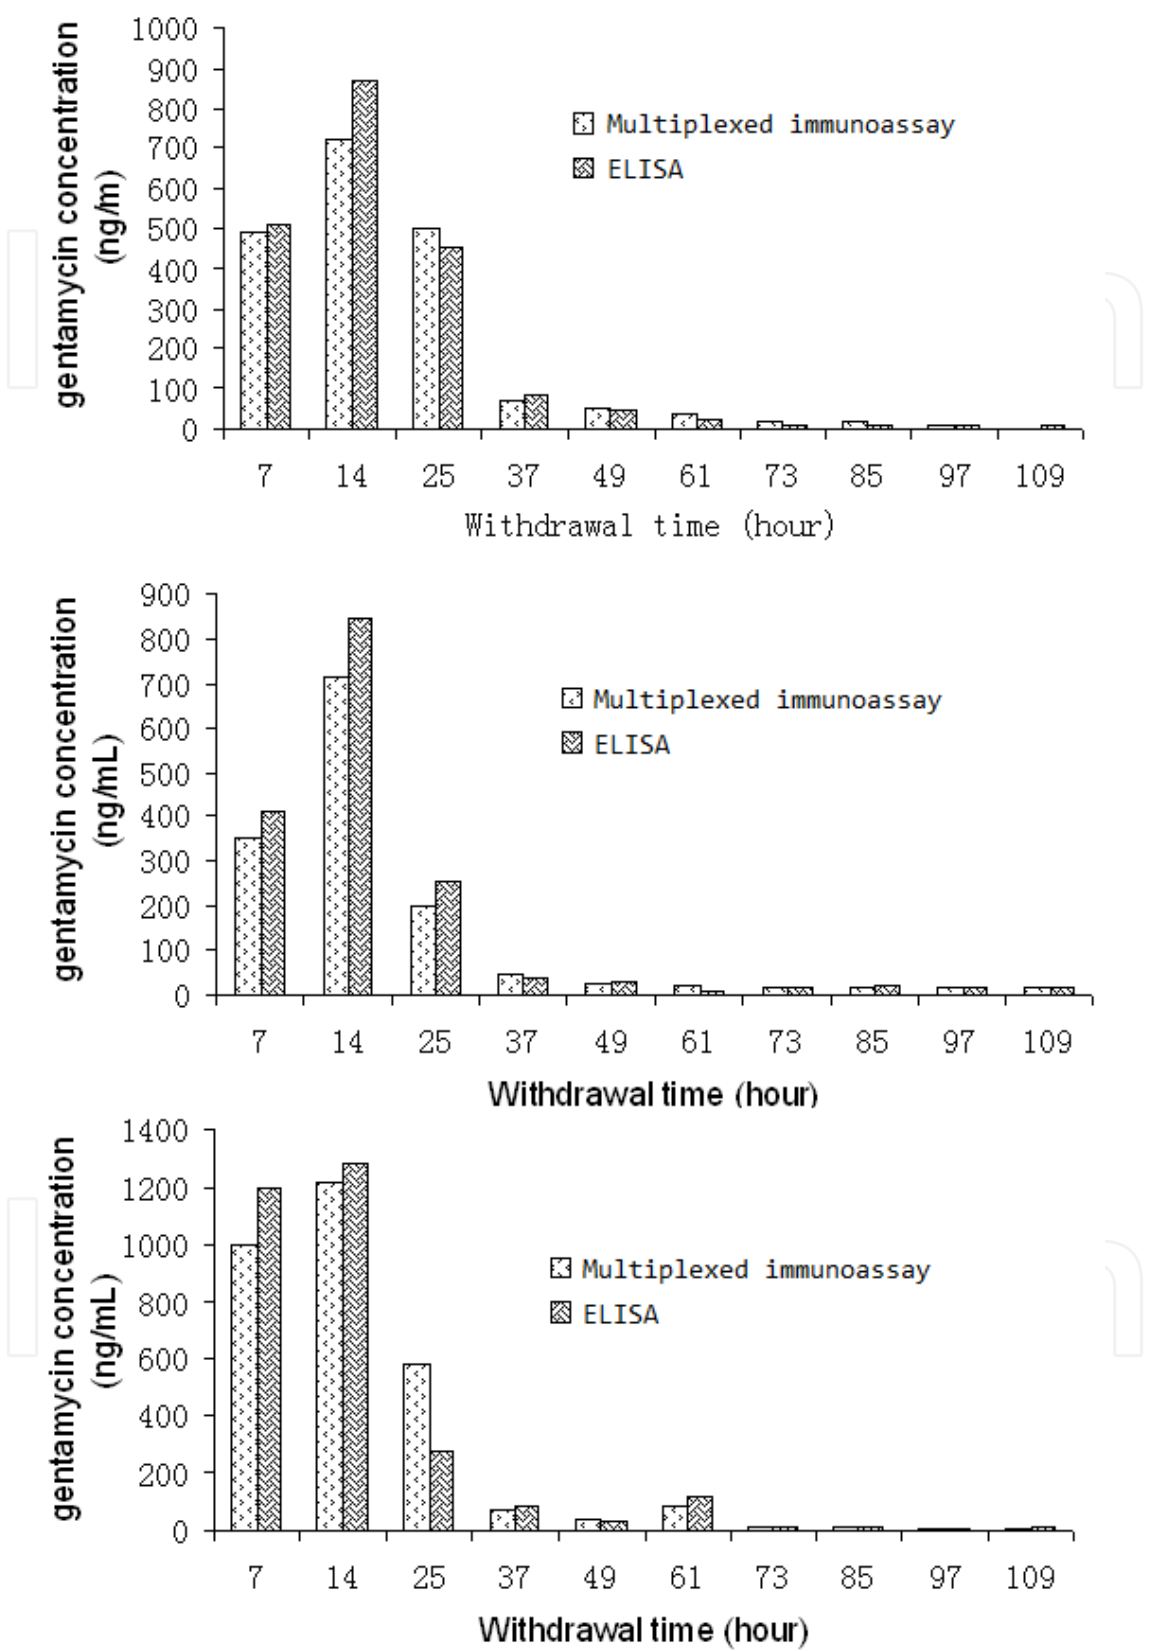 gentamycin concentration
(ng/m)
1000
900
800
700
600
500
400
300
200
100
0
Multiplexed immunoassay
ELISA
7 14 25 37 49 61 73 85 97 109
Withdrawal time (hour)
gentamycin concentration
(ng/mL)
900
800
700
600
500
400
300
200
100
0
Multiplexed immunoassay
ELISA
7 14 25 37 49 61 73 85 97 109
Withdrawal time (hour)
gentamycin concentration
(ng/mL)
1400
1200
1000
800
600
400
200
0
Multiplexed immunoassay
ELISA
7 14 25 37 49 61 73 85 97 109
Withdrawal time (hour)